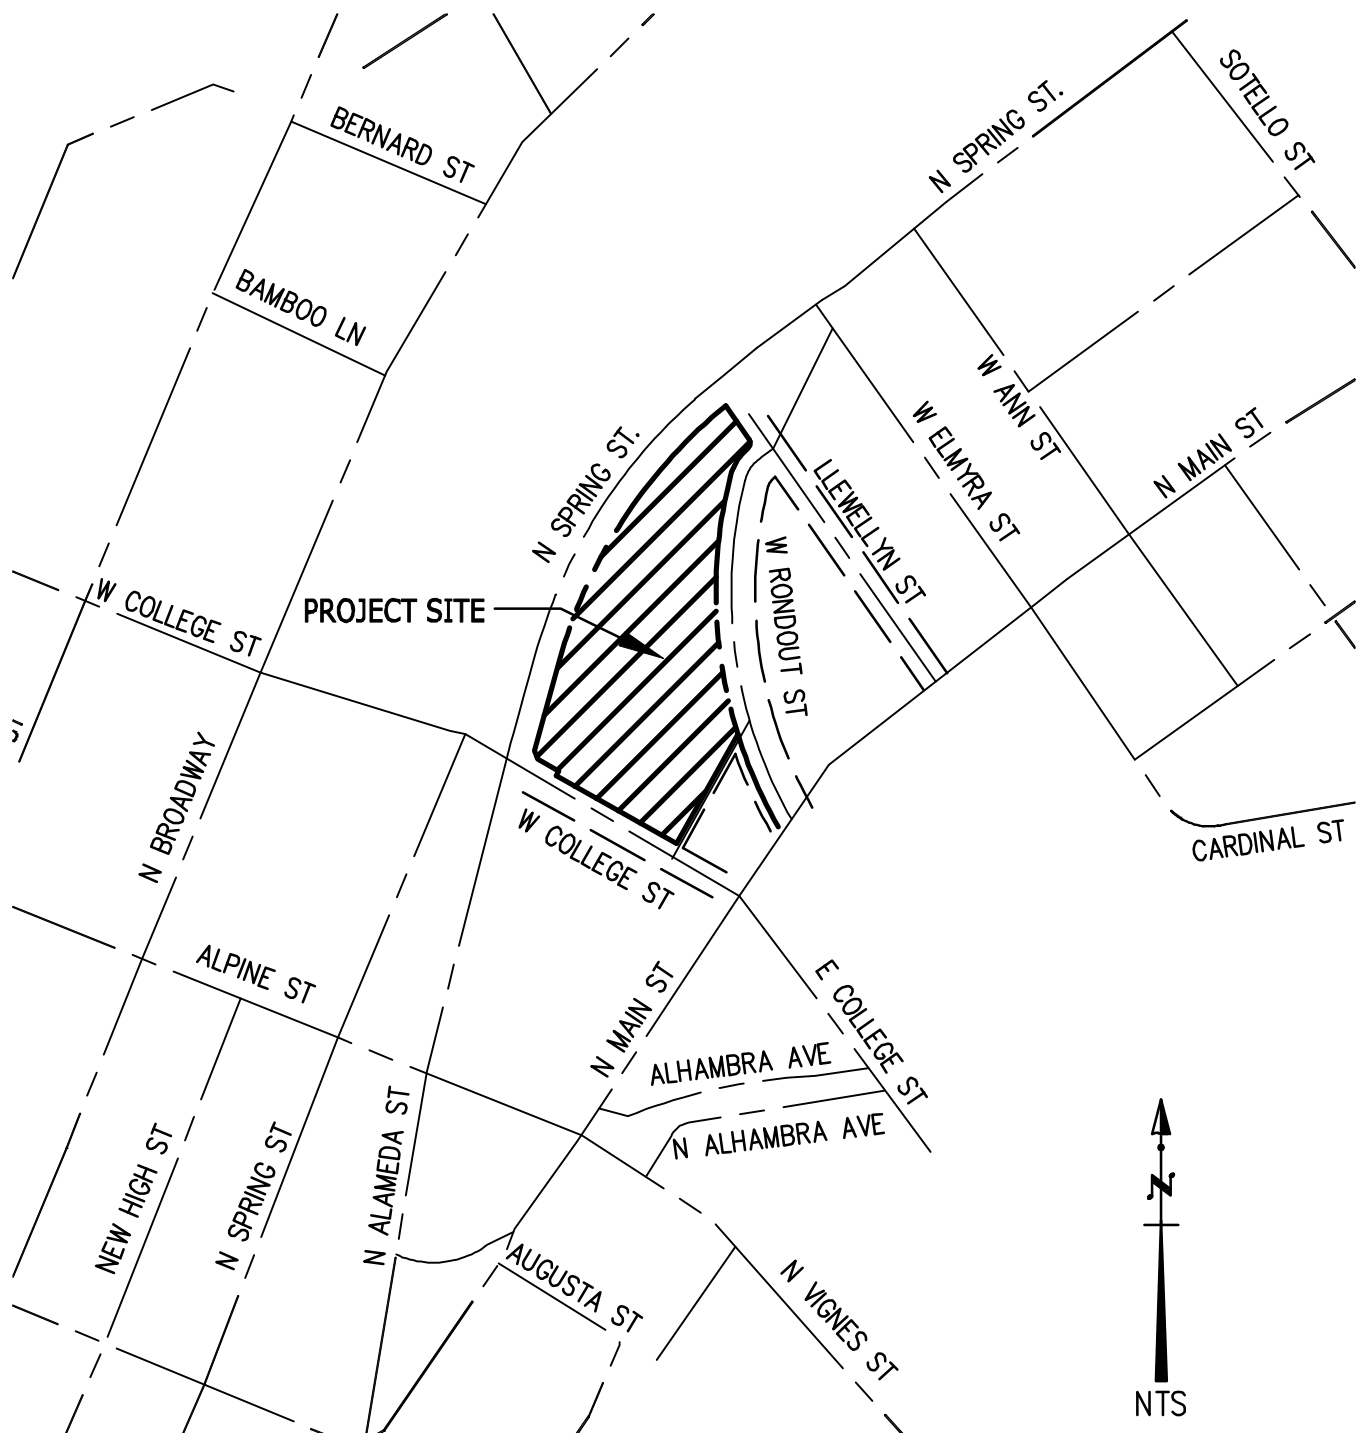 BERNARD ST
SOTELLO ST
N SPRING ST.
BAMBOO LN
W ANN ST
W ELMYRA ST
N MAIN ST
N SPRING ST.
LLEWELLYN ST
W RONDOUT ST
W COLLEGE ST
PROJECT SITE
N BROADWAY
W COLLEGE ST
CARDINAL ST
ALPINE ST
N MAIN ST
E COLLEGE ST
ALHAMBRA AVE
N ALHAMBRA AVE
NEW HIGH ST
N SPRING ST
N ALAMEDA ST
AUGUSTA ST
N VIGNES ST
N
NTS